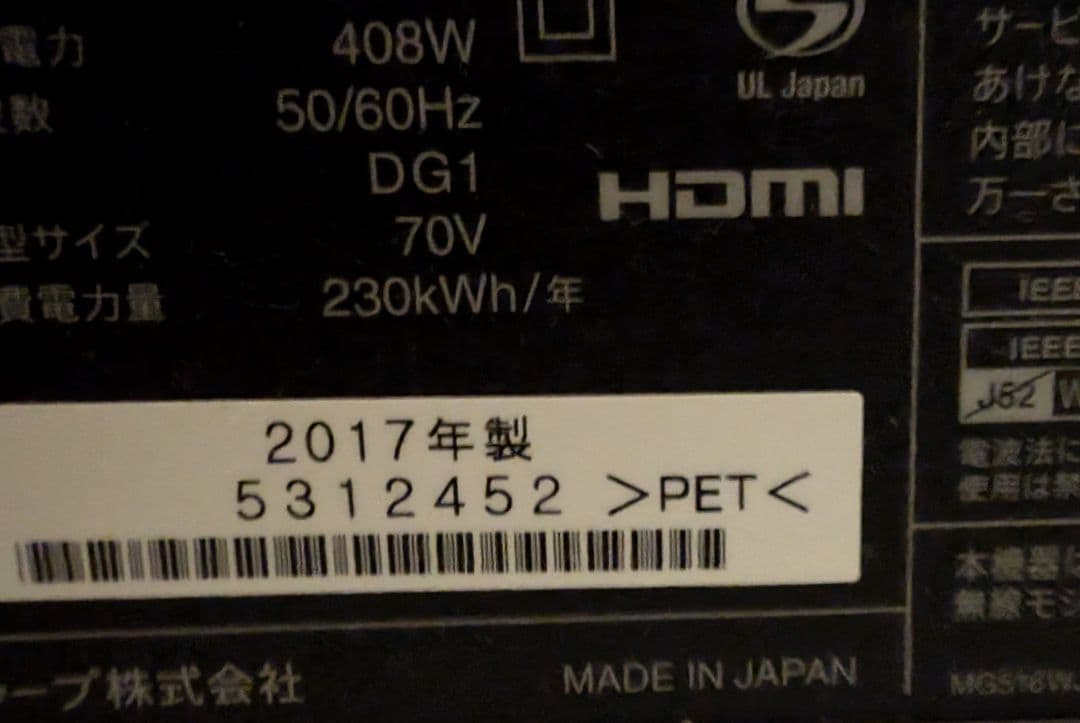 電力 408W
数 50/60Hz
DG1
型サイズ 70V
費電力量 230kWh/年
UL Japan
HDMI
2017年製
5312452 >PET<
ープ株式会社
MADE IN JAPAN
サービ
あけな
内部に
万一さ
IEEE
IEEE
J52 W
電波法に
使用は禁
本機器に
無線モジ